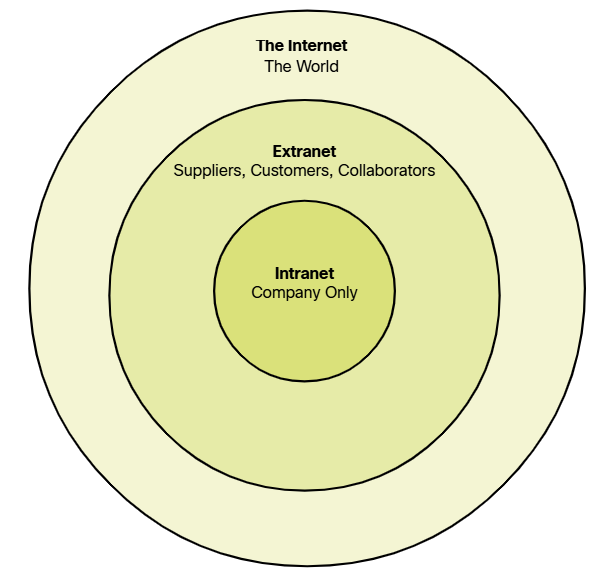 The Internet
The World
Extranet
Suppliers, Customers, Collaborators
Intranet
Company Only